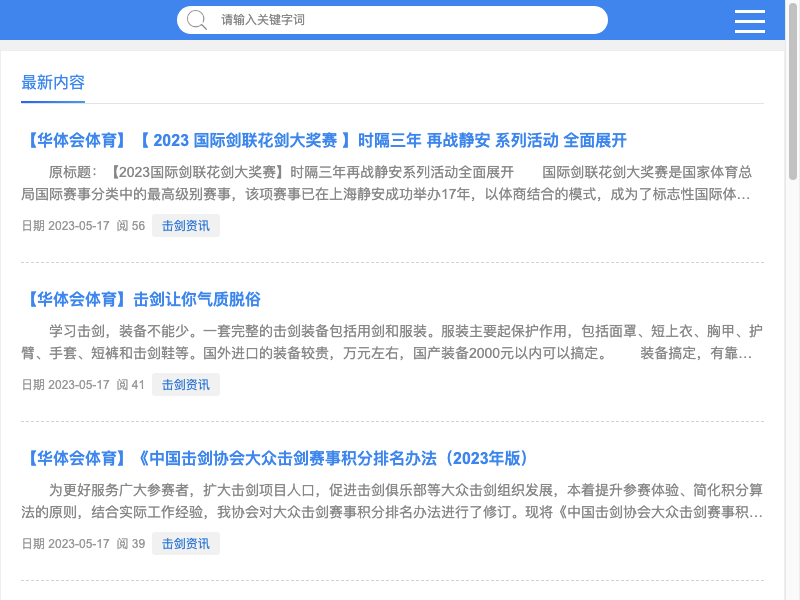 请输入关键字词
最新内容
【华体会体育】【 2023 国际剑联花剑大奖赛 】时隔三年 再战静安 系列活动 全面展开
原标题：【2023国际剑联花剑大奖赛】时隔三年再战静安系列活动全面展开　　国际剑联花剑大奖赛是国家体育总
局国际赛事分类中的最高级别赛事，该项赛事已在上海静安成功举办17年，以体商结合的模式，成为了标志性国际体…
日期 2023-05-17 阅 56 击剑资讯
【华体会体育】击剑让你气质脱俗
学习击剑，装备不能少。一套完整的击剑装备包括用剑和服装。服装主要起保护作用，包括面罩、短上衣、胸甲、护
臂、手套、短裤和击剑鞋等。国外进口的装备较贵，万元左右，国产装备2000元以内可以搞定。　　装备搞定，有靠…
日期 2023-05-17 阅 41 击剑资讯
【华体会体育】《中国击剑协会大众击剑赛事积分排名办法（2023年版）
为更好服务广大参赛者，扩大击剑项目人口，促进击剑俱乐部等大众击剑组织发展，本着提升参赛体验、简化积分算
法的原则，结合实际工作经验，我协会对大众击剑赛事积分排名办法进行了修订。现将《中国击剑协会大众击剑赛事积…
日期 2023-05-17 阅 39 击剑资讯